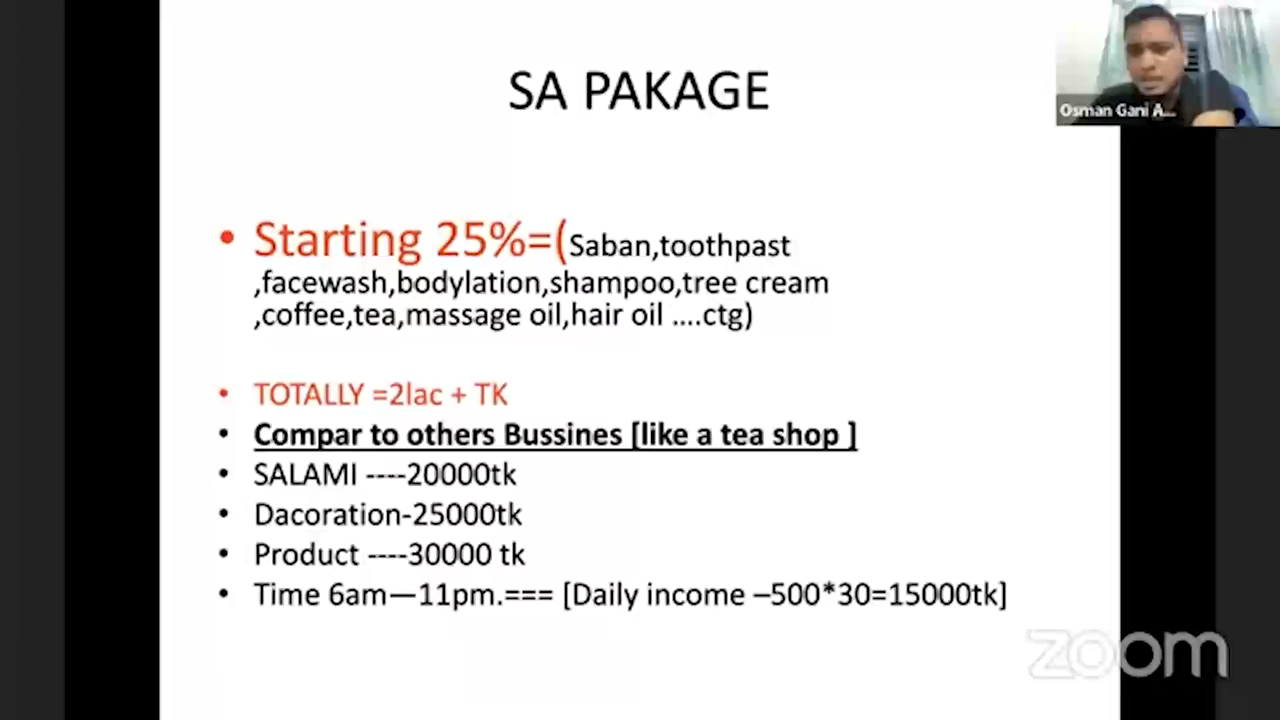 SA PAKAGE
Osman Gani A...
• Starting 25%=(Saban,toothpast
,facewash,bodylation,shampoo,tree cream
,coffee,tea,massage oil,hair oil ....ctg)
• TOTALLY =2lac + TK
• Compar to others Bussines [like a tea shop ]
• SALAMI ----20000tk
• Dacoration-25000tk
• Product ----30000 tk
• Time 6am—11pm.=== [Daily income –500*30=15000tk]
zoom